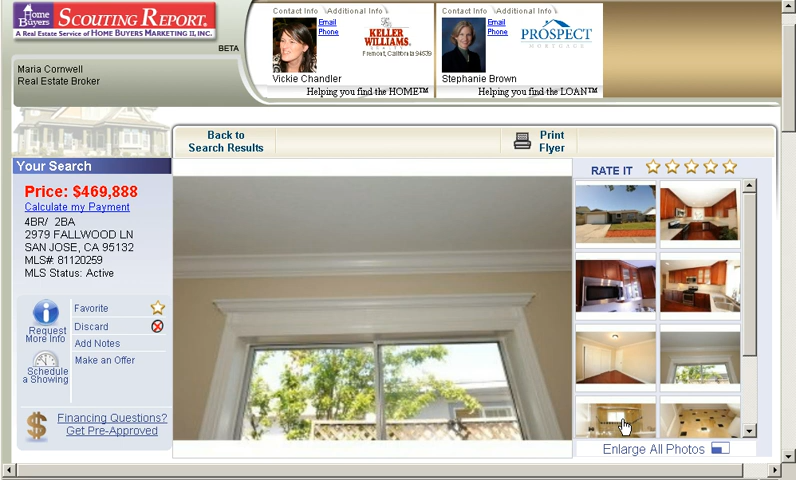 Home Buyers SCOUTING REPORT®
A Real Estate Service of HOME BUYERS MARKETING II, INC.
BETA
Maria Cornwell
Real Estate Broker
Contact Info Additional Info
Email
Phone
KELLER WILLIAMS
REALTY
Fremont, California 94539
Vickie Chandler
Helping you find the HOME™
Contact Info Additional Info
Email
Phone
PROSPECT
MORTGAGE
Stephanie Brown
Helping you find the LOAN™
Back to
Search Results
Print
Flyer
Your Search
Price: $469,888
Calculate my Payment
4BR/ 2BA
2979 FALLWOOD LN
SAN JOSE, CA 95132
MLS#: 81120259
MLS Status: Active
Request
More Info
Schedule
a Showing
Favorite
Discard
Add Notes
Make an Offer
Financing Questions?
Get Pre-Approved
RATE IT
Enlarge All Photos